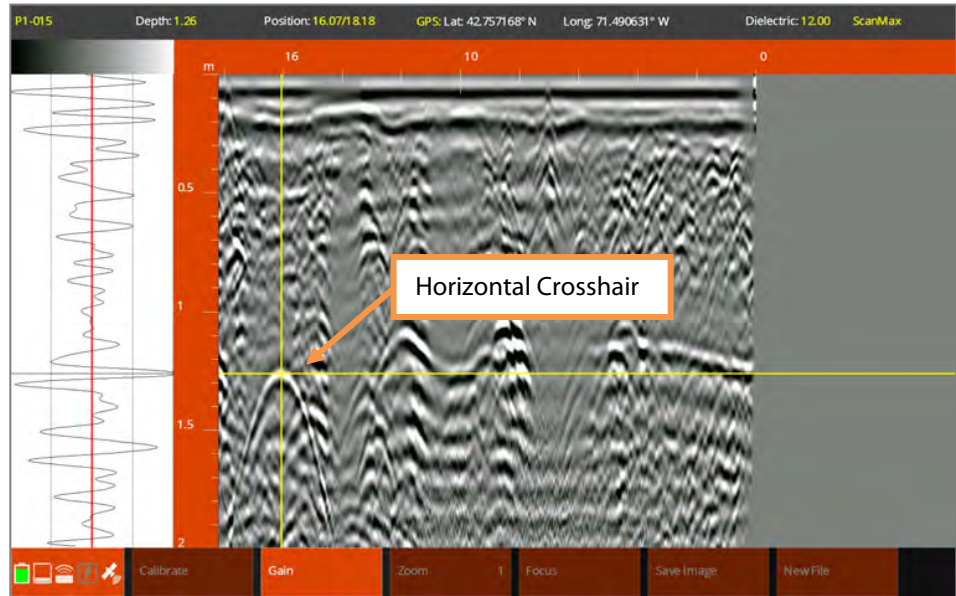 P1-015 Depth: 1.26 Position: 16.07/18.18 GPS: Lat: 42.757168° N Long: 71.490631° W Dielectric: 12.00 ScanMax
m 16 10 0
0.5
Horizontal Crosshair
1
1.5
2
Calibrate Gain Zoom 1 Focus Save Image New File